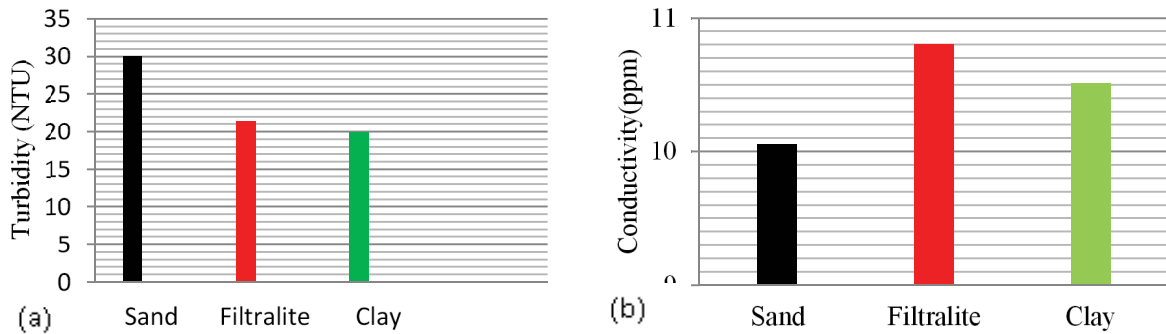 Turbidity (NTU)
35
30
25
20
15
10
5
0
Sand Filtralite Clay
(a)
Conductivity(ppm)
11
10
9
Sand Filtralite Clay
(b)